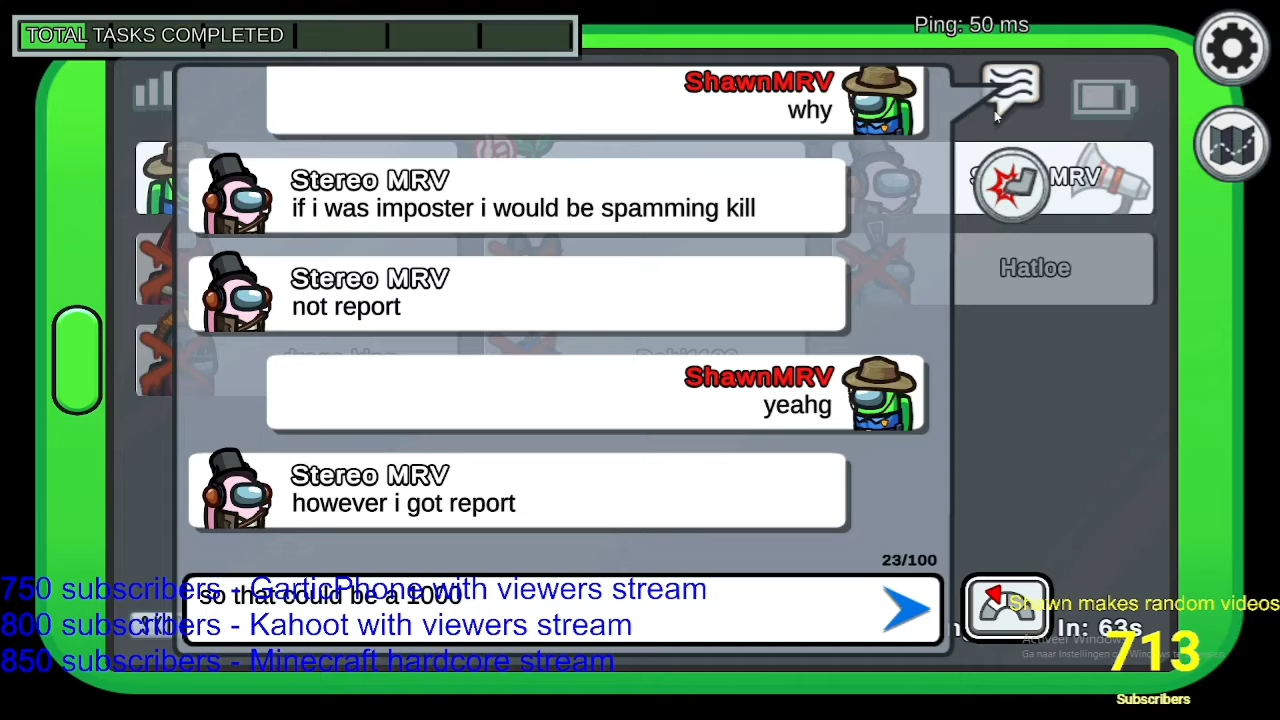 TOTAL TASKS COMPLETED
Ping: 50 ms
ShawnMRV
why
Stereo MRV
if i was imposter i would be spamming kill
MRV
Stereo MRV
not report
Hatloe
ShawnMRV
yeahg
Stereo MRV
however i got report
23/100
so that could be a 1000
750 subscribers - GarticPhone with viewers stream
Shawn makes random videos
800 subscribers - Kahoot with viewers stream
In: 63s
850 subscribers - Minecraft hardcore stream
713
Subscribers